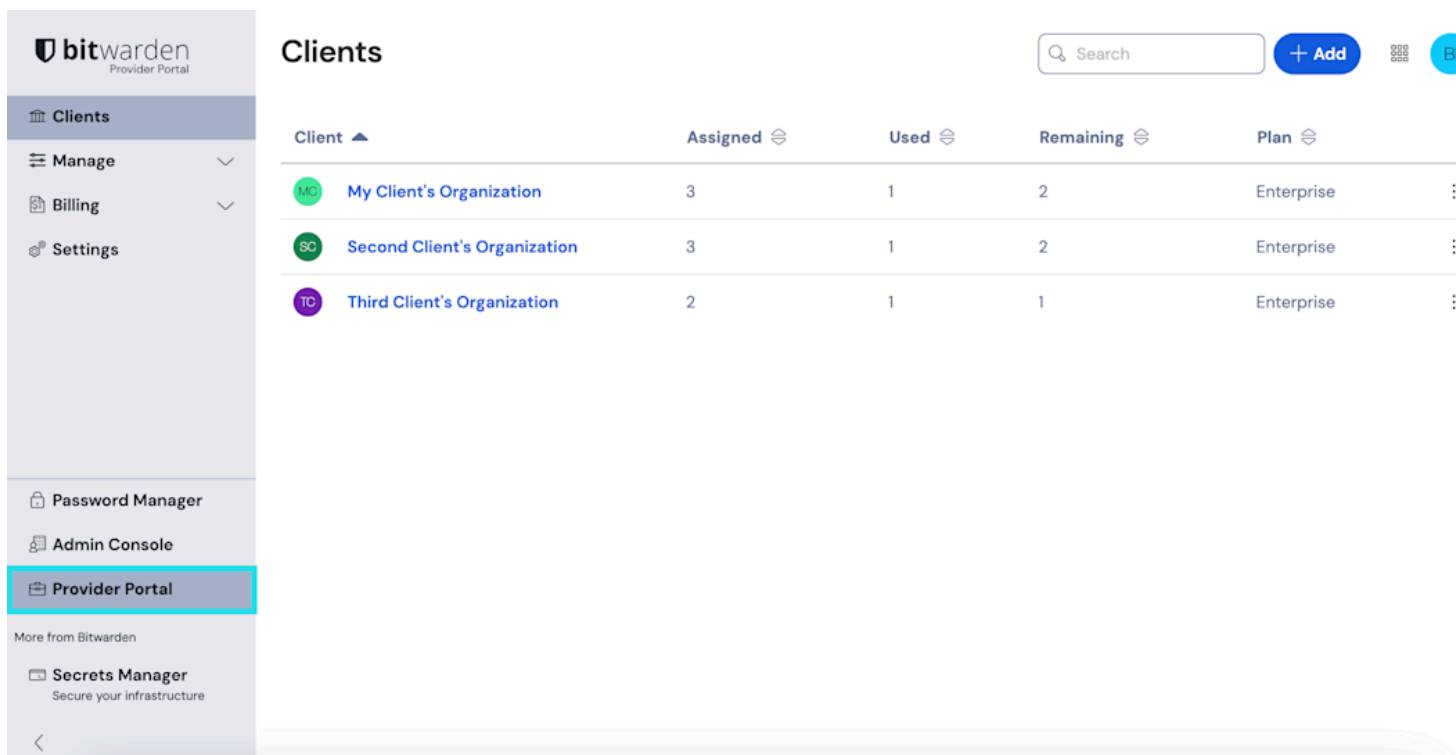 bitwarden
Provider Portal
Clients
Search
+ Add
B
Clients
Manage
Billing
Settings
Client Assigned Used Remaining Plan
MC My Client's Organization 3 1 2 Enterprise
SC Second Client's Organization 3 1 2 Enterprise
TC Third Client's Organization 2 1 1 Enterprise
Password Manager
Admin Console
Provider Portal
More from Bitwarden
Secrets Manager
Secure your infrastructure